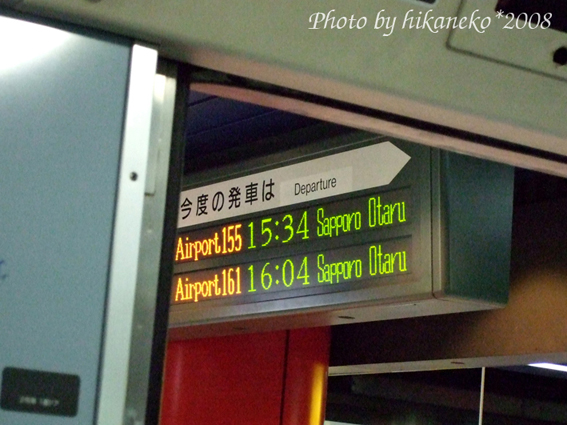 Photo by hikaneko*2008
今度の発車は Departure
Airport155 15:34 Sapporo Otaru
Airport161 16:04 Sapporo Otaru